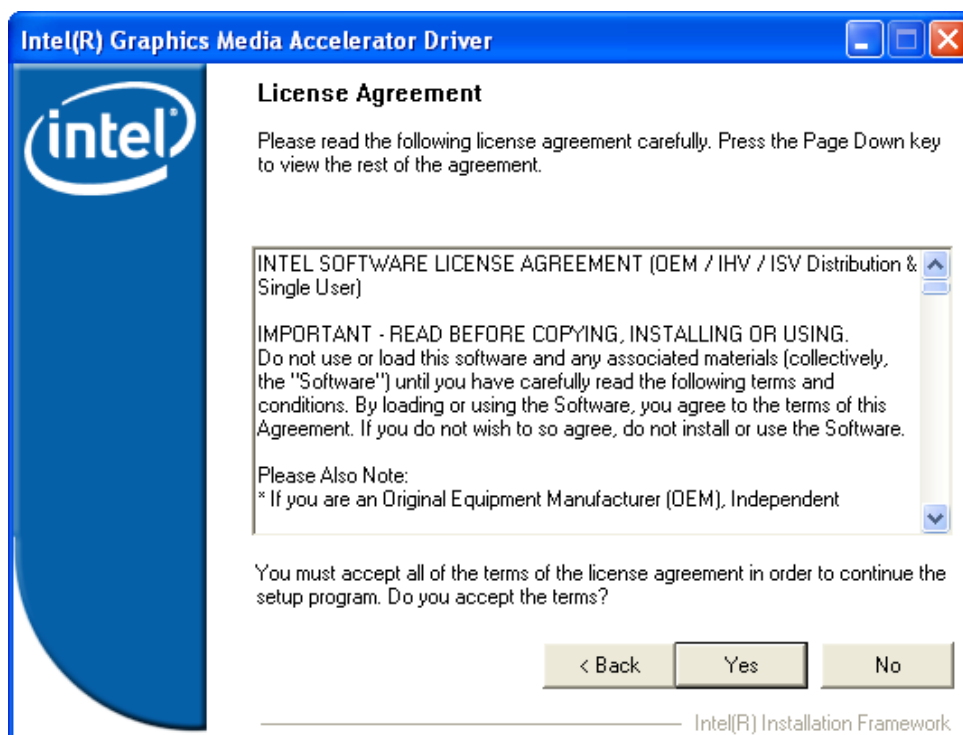 Intel(R) Graphics Media Accelerator Driver
intel®
License Agreement
Please read the following license agreement carefully. Press the Page Down key
to view the rest of the agreement.
INTEL SOFTWARE LICENSE AGREEMENT (OEM / IHV / ISV Distribution &
Single User)
IMPORTANT - READ BEFORE COPYING, INSTALLING OR USING.
Do not use or load this software and any associated materials (collectively,
the "Software") until you have carefully read the following terms and
conditions. By loading or using the Software, you agree to the terms of this
Agreement. If you do not wish to so agree, do not install or use the Software.
Please Also Note:
* If you are an Original Equipment Manufacturer (OEM), Independent
You must accept all of the terms of the license agreement in order to continue the
setup program. Do you accept the terms?
< Back Yes No
Intel(R) Installation Framework